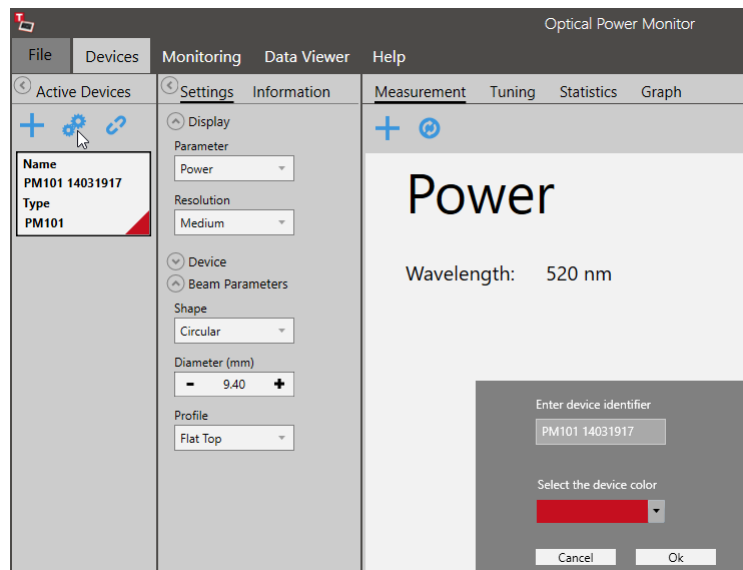 Optical Power Monitor
File Devices Monitoring Data Viewer Help
Active Devices
Name
PM101 14031917
Type
PM101
Settings Information
Display
Parameter
Power
Resolution
Medium
Device
Beam Parameters
Shape
Circular
Diameter (mm)
- 9.40 +
Profile
Flat Top
Measurement Tuning Statistics Graph
Power
Wavelength: 520 nm
Enter device identifier
PM101 14031917
Select the device color
Cancel Ok